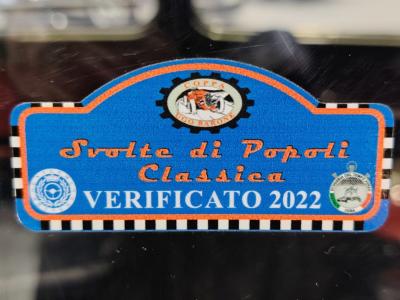 COPPA
UGO BARONE
Svolte di Popoli
Classica
VERIFICATO 2022